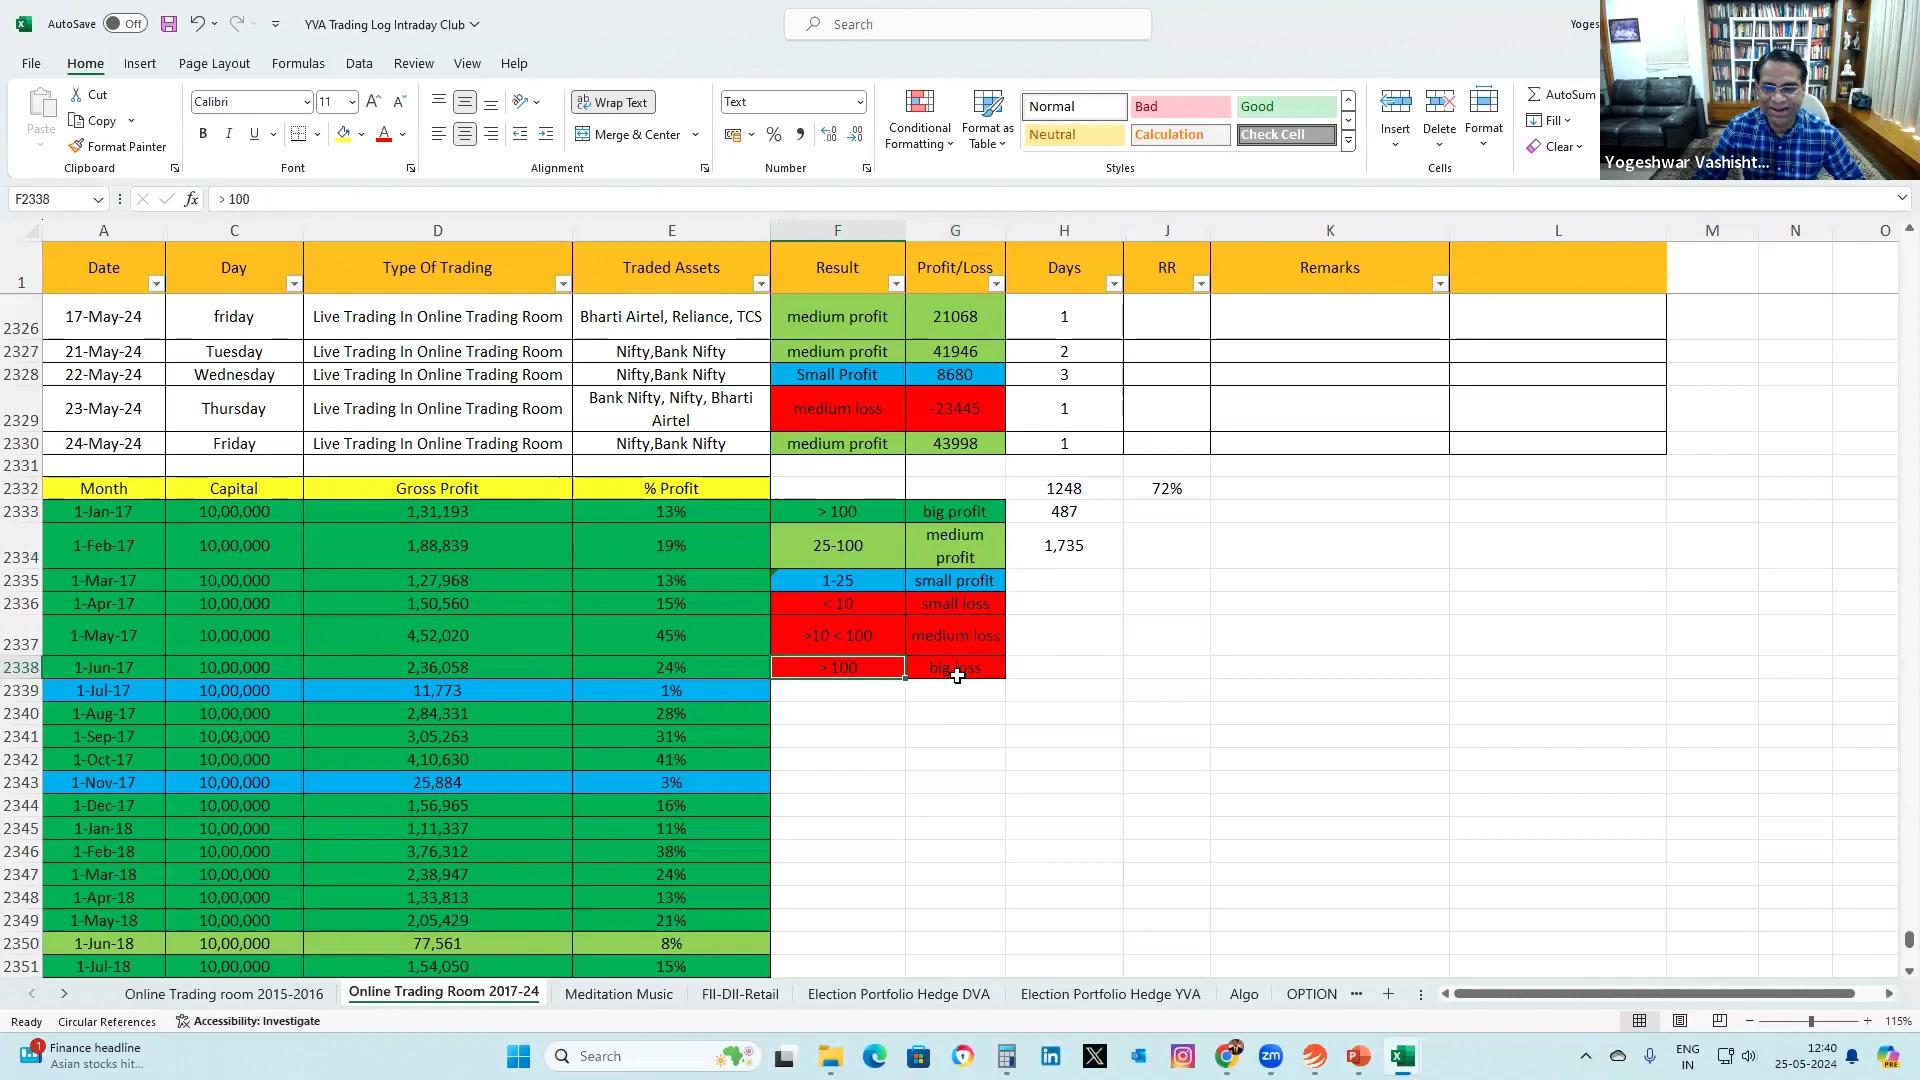 AutoSave Off YVA Trading Log Intraday Club Search Yoges
File Home Insert Page Layout Formulas Data Review View Help
Paste Cut Copy Format Painter Clipboard
Calibri 11 B I U Font
Wrap Text Merge & Center Alignment
Text % Number
Conditional Formatting Format as Table
Normal Bad Good
Neutral Calculation Check Cell
Styles
Insert Delete Format Cells
AutoSum
Fill
Clear
Yogeshwar Vashisht...
F2338 fx > 100
A C D E F G H J K L M N O
1 Date Day Type Of Trading Traded Assets Result Profit/Loss Days RR Remarks
2326 17-May-24 friday Live Trading In Online Trading Room Bharti Airtel, Reliance, TCS medium profit 21068 1
2327 21-May-24 Tuesday Live Trading In Online Trading Room Nifty,Bank Nifty medium profit 41946 2
2328 22-May-24 Wednesday Live Trading In Online Trading Room Nifty,Bank Nifty Small Profit 8680 3
2329 23-May-24 Thursday Live Trading In Online Trading Room Bank Nifty, Nifty, Bharti Airtel medium loss -23445 1
2330 24-May-24 Friday Live Trading In Online Trading Room Nifty,Bank Nifty medium profit 43998 1
2331
2332 Month Capital Gross Profit % Profit 1248 72%
2333 1-Jan-17 10,00,000 1,31,193 13% > 100 big profit 487
2334 1-Feb-17 10,00,000 1,88,839 19% 25-100 medium profit 1,735
2335 1-Mar-17 10,00,000 1,27,968 13% 1-25 small profit
2336 1-Apr-17 10,00,000 1,50,560 15% < 10 small loss
2337 1-May-17 10,00,000 4,52,020 45% >10 < 100 medium loss
2338 1-Jun-17 10,00,000 2,36,058 24% > 100 big loss
2339 1-Jul-17 10,00,000 11,773 1%
2340 1-Aug-17 10,00,000 2,84,331 28%
2341 1-Sep-17 10,00,000 3,05,263 31%
2342 1-Oct-17 10,00,000 4,10,630 41%
2343 1-Nov-17 10,00,000 25,884 3%
2344 1-Dec-17 10,00,000 1,56,965 16%
2345 1-Jan-18 10,00,000 1,11,337 11%
2346 1-Feb-18 10,00,000 3,76,312 38%
2347 1-Mar-18 10,00,000 2,38,947 24%
2348 1-Apr-18 10,00,000 1,33,813 13%
2349 1-May-18 10,00,000 2,05,429 21%
2350 1-Jun-18 10,00,000 77,561 8%
2351 1-Jul-18 10,00,000 1,54,050 15%
Online Trading room 2015-2016 Online Trading Room 2017-24 Meditation Music FII-DII-Retail Election Portfolio Hedge DVA Election Portfolio Hedge YVA Algo OPTION ...
Ready Circular References Accessibility: Investigate 115%
1 Finance headline Search ENG 12:40
Asian stocks hit... IN 25-05-2024 PRE